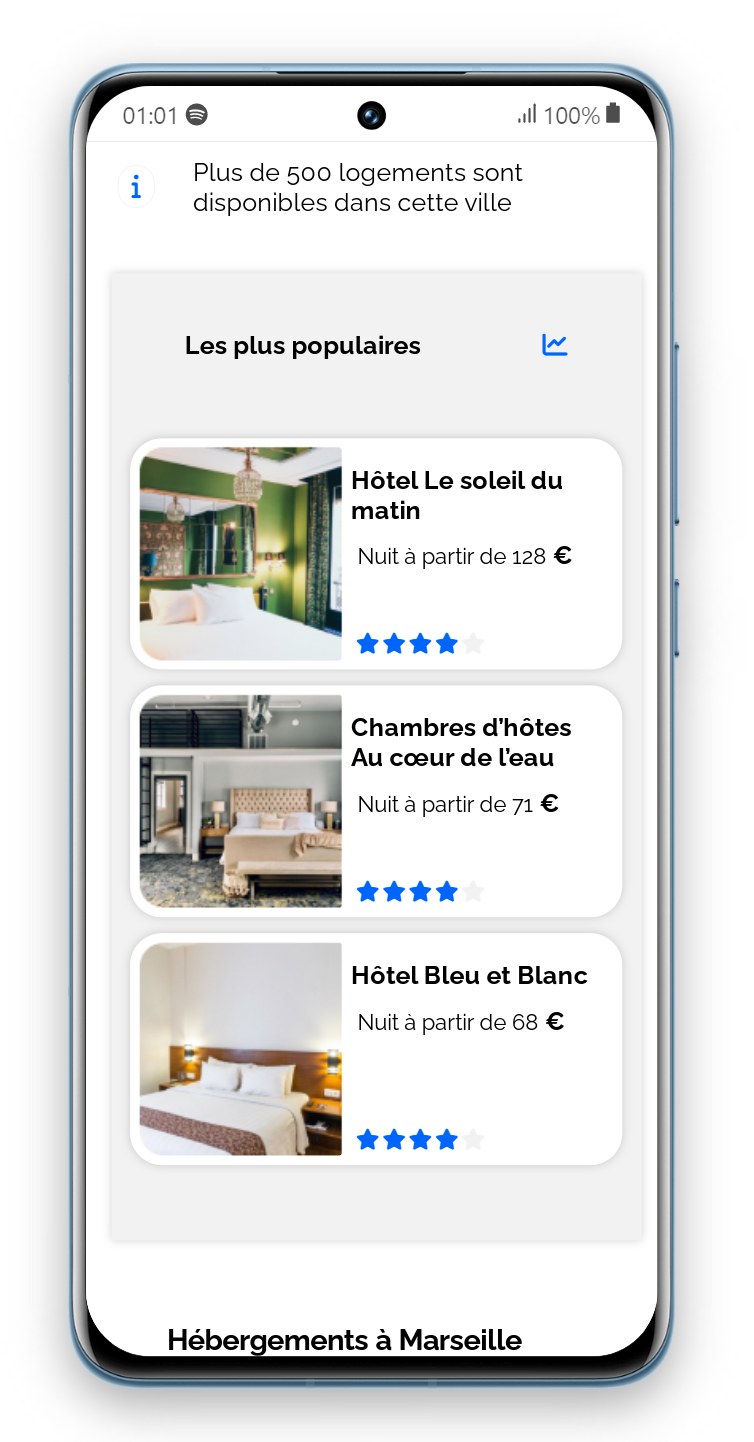 01:01 100%
Plus de 500 logements sont
disponibles dans cette ville
Les plus populaires
Hôtel Le soleil du
matin
Nuit à partir de 128 €
Chambres d’hôtes
Au cœur de l’eau
Nuit à partir de 71 €
Hôtel Bleu et Blanc
Nuit à partir de 68 €
Hébergements à Marseille